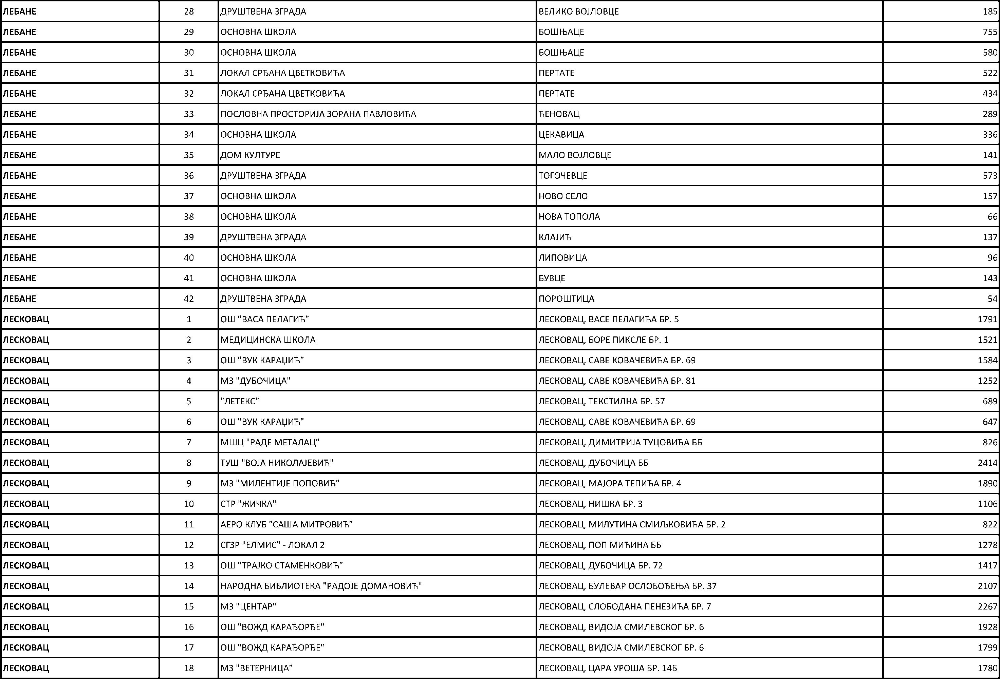 ЛЕБАНЕ 28 ДРУШТВЕНА ЗГРАДА ВЕЛИКО ВОЈЛОВЦЕ 185
ЛЕБАНЕ 29 ОСНОВНА ШКОЛА БОШЊАЦЕ 755
ЛЕБАНЕ 30 ОСНОВНА ШКОЛА БОШЊАЦЕ 580
ЛЕБАНЕ 31 ЛОКАЛ СРЂАНА ЦВЕТКОВИЋА ПЕРТАТЕ 522
ЛЕБАНЕ 32 ЛОКАЛ СРЂАНА ЦВЕТКОВИЋА ПЕРТАТЕ 434
ЛЕБАНЕ 33 ПОСЛОВНА ПРОСТОРИЈА ЗОРАНА ПАВЛОВИЋА ЋЕНОВАЦ 289
ЛЕБАНЕ 34 ОСНОВНА ШКОЛА ЦЕКАВИЦА 336
ЛЕБАНЕ 35 ДОМ КУЛТУРЕ МАЛО ВОЈЛОВЦЕ 141
ЛЕБАНЕ 36 ДРУШТВЕНА ЗГРАДА ТОГОЧЕВЦЕ 573
ЛЕБАНЕ 37 ОСНОВНА ШКОЛА НОВО СЕЛО 157
ЛЕБАНЕ 38 ОСНОВНА ШКОЛА НОВА ТОПОЛА 66
ЛЕБАНЕ 39 ДРУШТВЕНА ЗГРАДА КЛАЈИЋ 137
ЛЕБАНЕ 40 ОСНОВНА ШКОЛА ЛИПОВИЦА 96
ЛЕБАНЕ 41 ОСНОВНА ШКОЛА БУВЦЕ 143
ЛЕБАНЕ 42 ДРУШТВЕНА ЗГРАДА ПОРОШТИЦА 54
ЛЕСКОВАЦ 1 ОШ "ВАСА ПЕЛАГИЋ" ЛЕСКОВАЦ, ВАСЕ ПЕЛАГИЋА БР. 5 1791
ЛЕСКОВАЦ 2 МЕДИЦИНСКА ШКОЛА ЛЕСКОВАЦ, БОРЕ ПИКСЛЕ БР. 1 1521
ЛЕСКОВАЦ 3 ОШ "ВУК КАРАЏИЋ" ЛЕСКОВАЦ, САВЕ КОВАЧЕВИЋА БР. 69 1584
ЛЕСКОВАЦ 4 МЗ "ДУБОЧИЦА" ЛЕСКОВАЦ, САВЕ КОВАЧЕВИЋА БР. 81 1252
ЛЕСКОВАЦ 5 "ЛЕТЕКС" ЛЕСКОВАЦ, ТЕКСТИЛНА БР. 57 689
ЛЕСКОВАЦ 6 ОШ "ВУК КАРАЏИЋ" ЛЕСКОВАЦ, САВЕ КОВАЧЕВИЋА БР. 69 647
ЛЕСКОВАЦ 7 МШЦ "РАДЕ МЕТАЛАЦ" ЛЕСКОВАЦ, ДИМИТРИЈА ТУЦОВИЋА ББ 826
ЛЕСКОВАЦ 8 ТУШ "ВОЈА НИКОЛАЈЕВИЋ" ЛЕСКОВАЦ, ДУБОЧИЦА ББ 2414
ЛЕСКОВАЦ 9 МЗ "МИЛЕНТИЈЕ ПОПОВИЋ" ЛЕСКОВАЦ, МАЈОРА ТЕПИЋА БР. 4 1890
ЛЕСКОВАЦ 10 СТР "ЖИЧКА" ЛЕСКОВАЦ, НИШКА БР. 3 1106
ЛЕСКОВАЦ 11 АЕРО КЛУБ "САША МИТРОВИЋ" ЛЕСКОВАЦ, МИЛУТИНА СМИЉКОВИЋА БР. 2 822
ЛЕСКОВАЦ 12 СГЗР "ЕЛМИС" - ЛОКАЛ 2 ЛЕСКОВАЦ, ПОП МИЋИНА ББ 1278
ЛЕСКОВАЦ 13 ОШ "ТРАЈКО СТАМЕНКОВИЋ" ЛЕСКОВАЦ, ДУБОЧИЦА БР. 72 1417
ЛЕСКОВАЦ 14 НАРОДНА БИБЛИОТЕКА "РАДОЈЕ ДОМАНОВИЋ" ЛЕСКОВАЦ, БУЛЕВАР ОСЛОБОЂЕЊА БР. 37 2107
ЛЕСКОВАЦ 15 МЗ "ЦЕНТАР" ЛЕСКОВАЦ, СЛОБОДАНА ПЕНЕЗИЋА БР. 7 2267
ЛЕСКОВАЦ 16 ОШ "ВОЖД КАРАЂОРЂЕ" ЛЕСКОВАЦ, ВИДОЈА СМИЛЕВСКОГ БР. 6 1928
ЛЕСКОВАЦ 17 ОШ "ВОЖД КАРАЂОРЂЕ" ЛЕСКОВАЦ, ВИДОЈА СМИЛЕВСКОГ БР. 6 1799
ЛЕСКОВАЦ 18 МЗ "ВЕТЕРНИЦА" ЛЕСКОВАЦ, ЦАРА УРОША БР. 14Б 1780